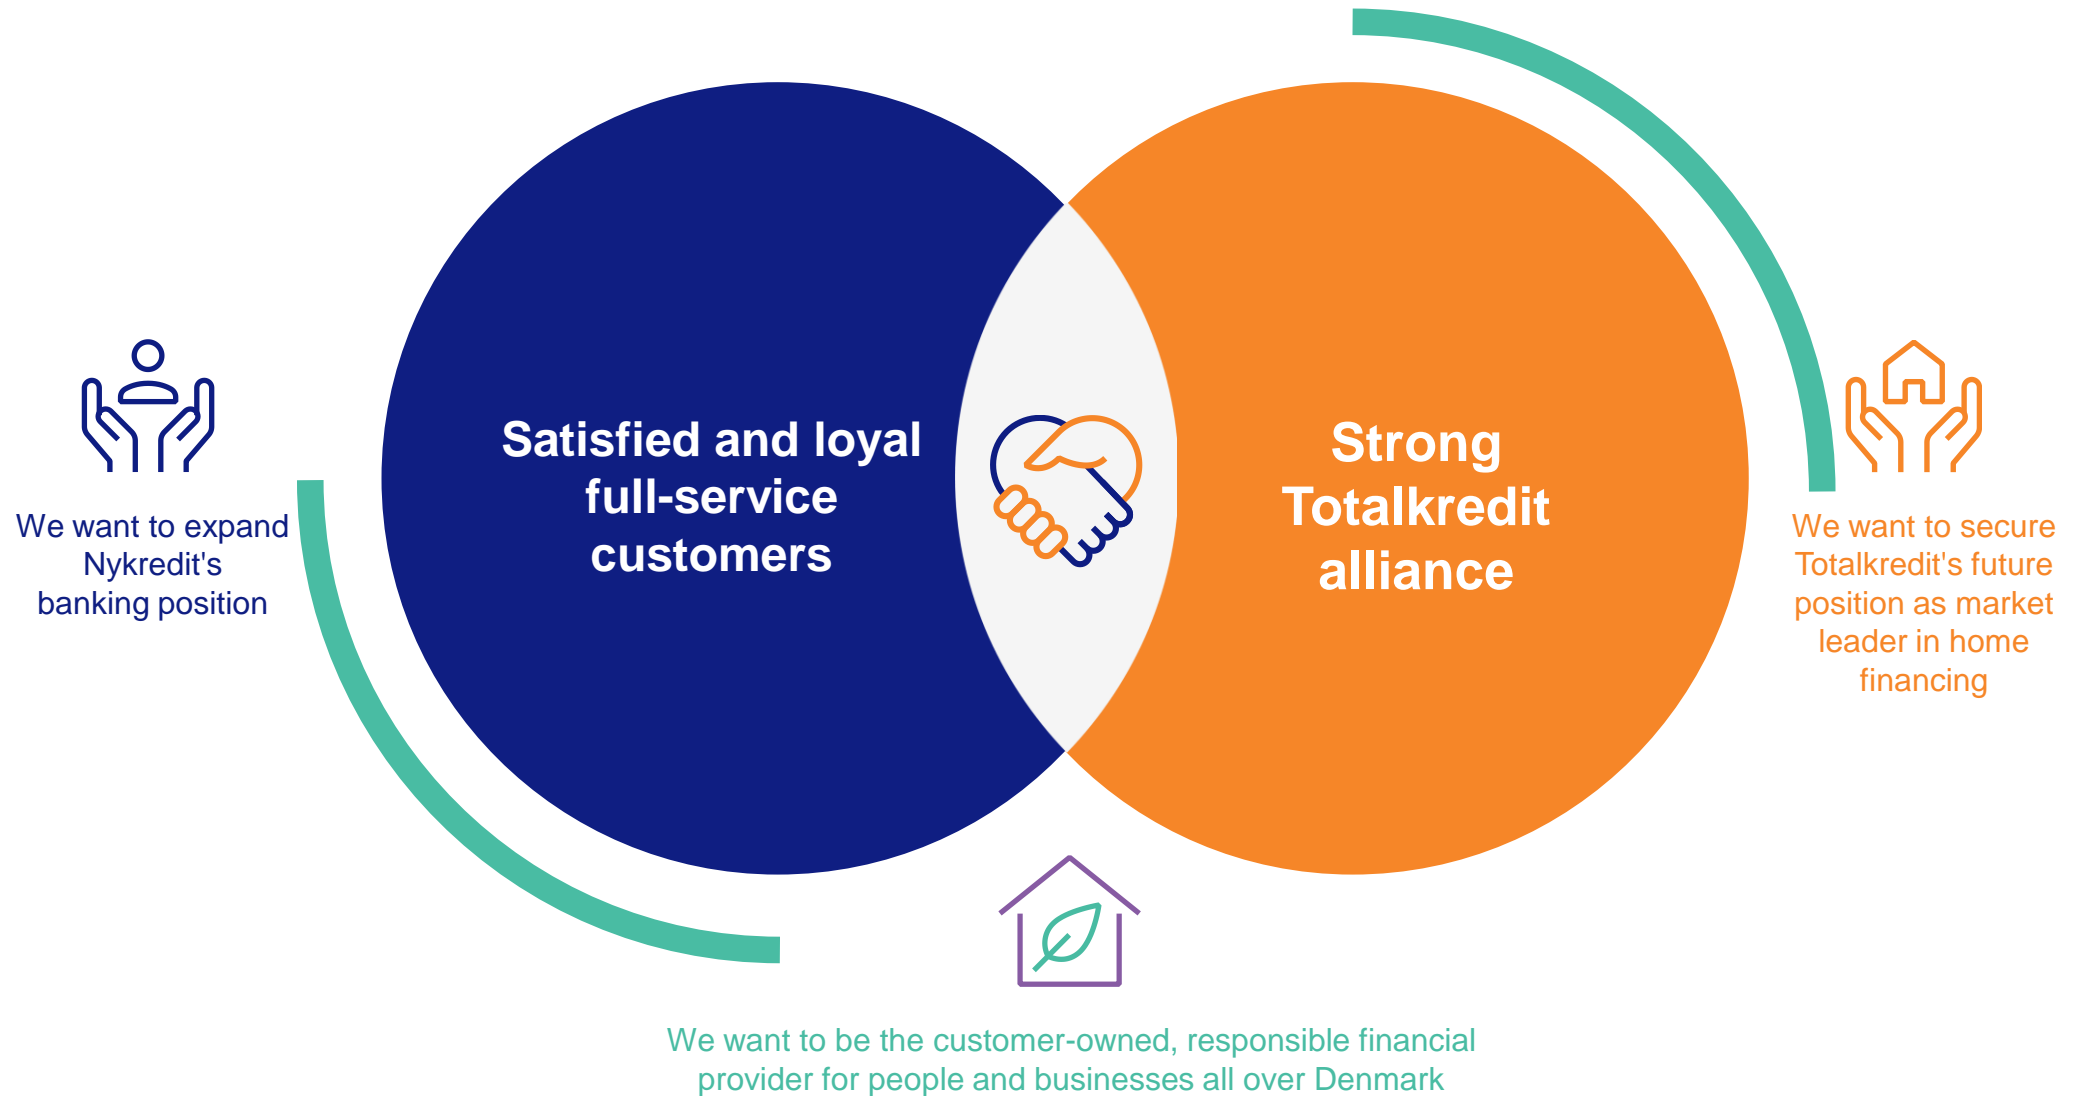 Satisfied and loyal
full-service
customers
Strong
Totalkredit
alliance
We want to expand
Nykredit's
banking position
We want to secure
Totalkredit's future
position as market
leader in home
financing
We want to be the customer-owned, responsible financial
provider for people and businesses all over Denmark